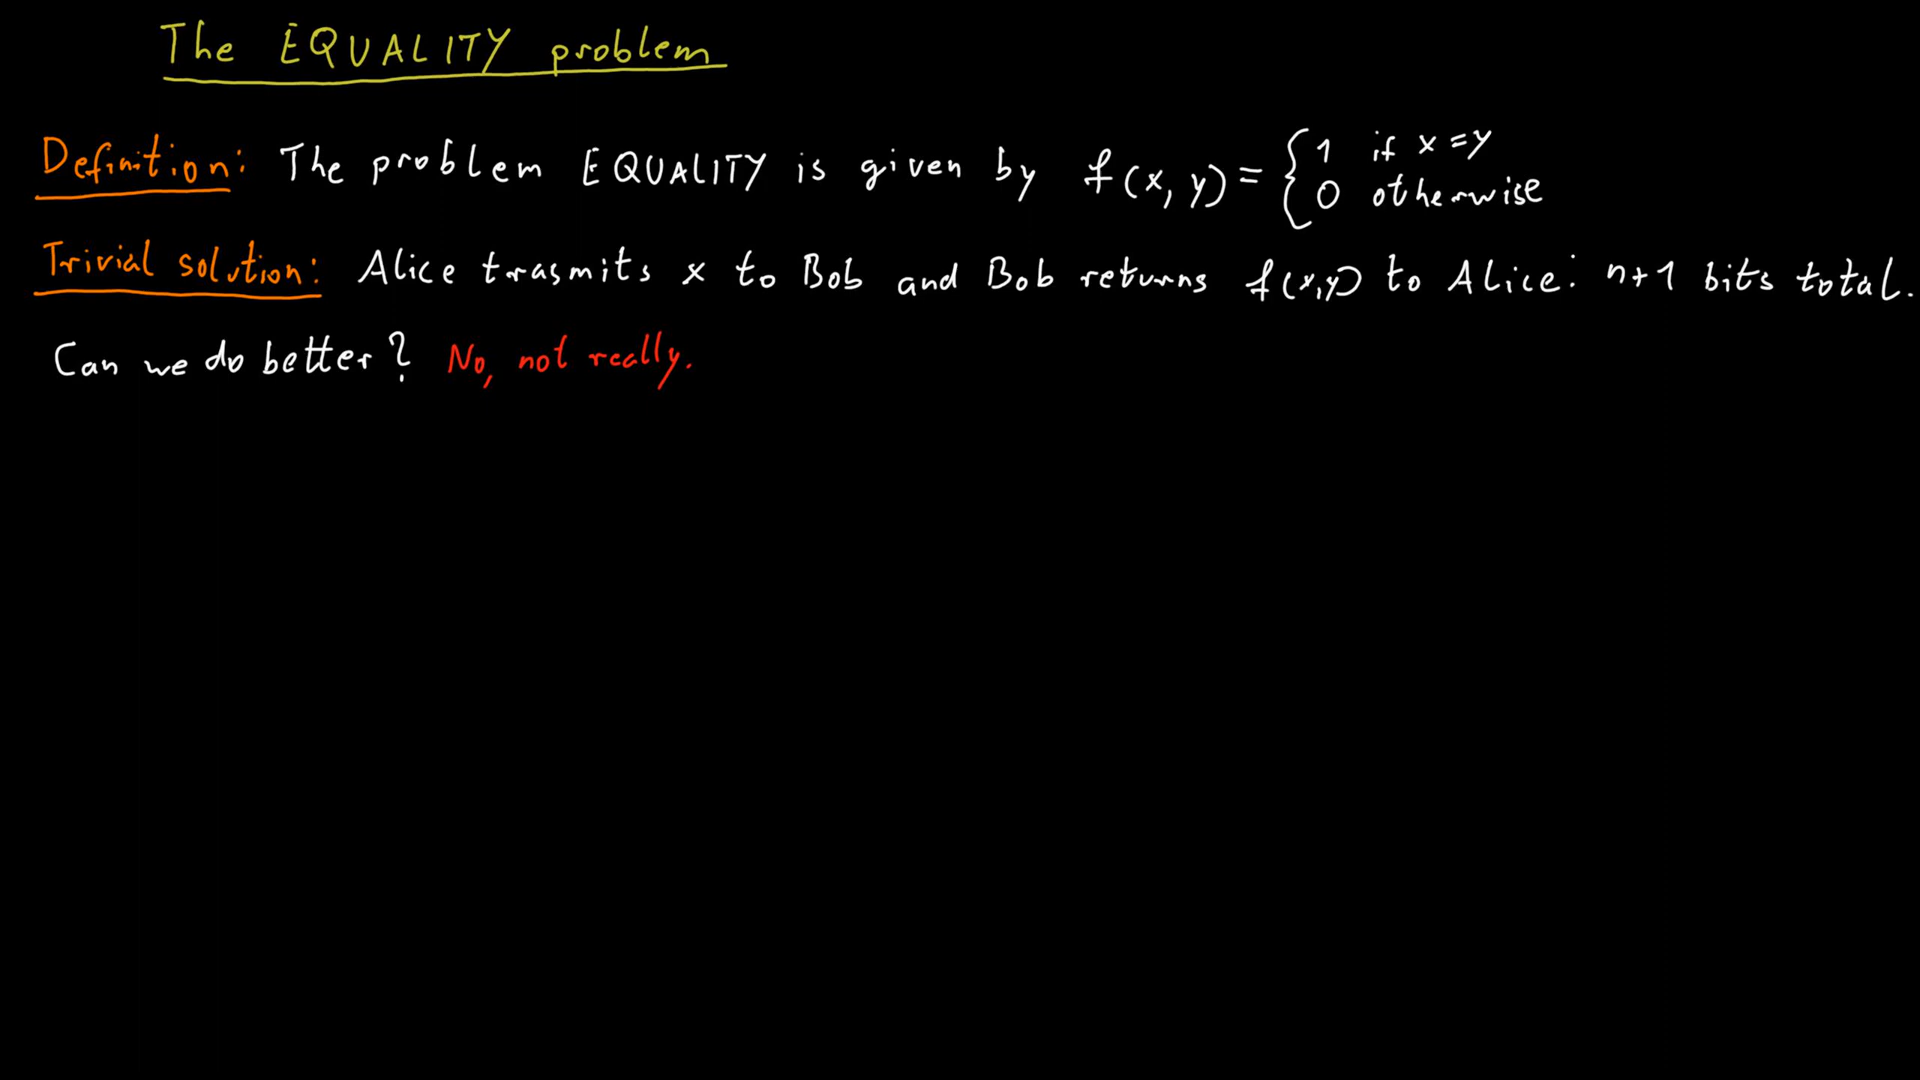 The EQUALITY problem
Definition: The problem EQUALITY is given by f(x, y) = { 1 if x = y
0 otherwise
Trivial solution: Alice trasmits x to Bob and Bob returns f(x,y) to Alice: n+1 bits total.
Can we do better? No, not really.